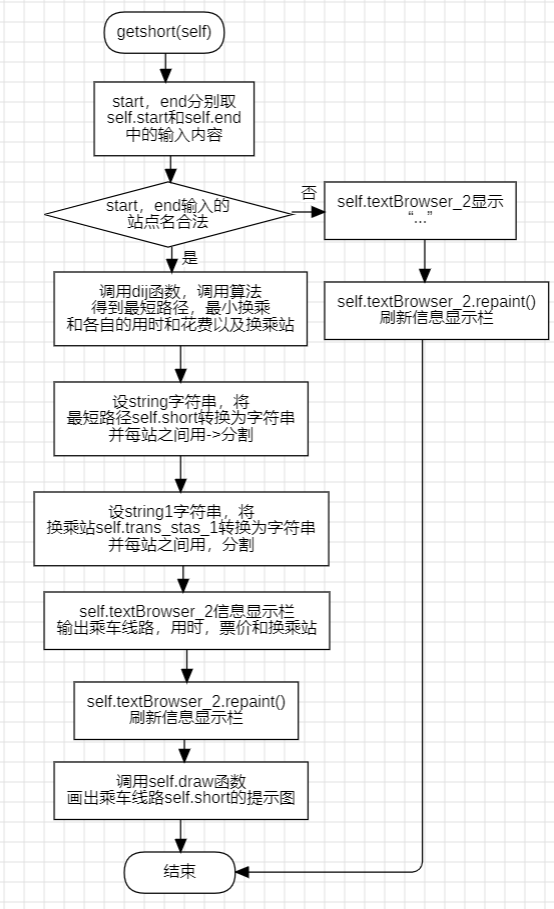 getshort(self)
start，end分别取
self.start和self.end
中的输入内容
start，end输入的
站点名合法
否
self.textBrowser_2显示
“...”
是
调用dij函数，调用算法
得到最短路径，最小换乘
和各自的用时和花费以及换乘站
self.textBrowser_2.repaint()
刷新信息显示栏
设string字符串，将
最短路径self.short转换为字符串
并每站之间用->分割
设string1字符串，将
换乘站self.trans_stas_1转换为字符串
并每站之间用，分割
self.textBrowser_2信息显示栏
输出乘车线路，用时，票价和换乘站
self.textBrowser_2.repaint()
刷新信息显示栏
调用self.draw函数
画出乘车线路self.short的提示图
结束